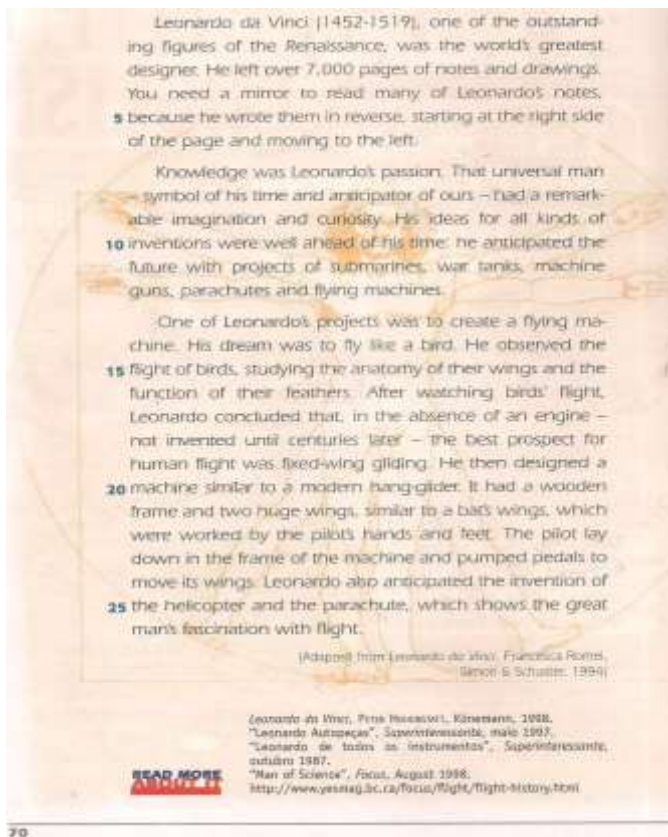 Leonardo da Vinci (1452-1519), one of the outstand-
ing figures of the Renaissance, was the world's greatest
designer. He left over 7,000 pages of notes and drawings.
You need a mirror to read many of Leonardo's notes,
5 because he wrote them in reverse, starting at the right side
of the page and moving to the left.
Knowledge was Leonardo's passion. That universal man
– symbol of his time and anticipator of ours – had a remark-
able imagination and curiosity. His ideas for all kinds of
10 inventions were well ahead of his time: he anticipated the
future with projects of submarines, war tanks, machine
guns, parachutes and flying machines.
One of Leonardo's projects was to create a flying ma-
chine. His dream was to fly like a bird. He observed the
15 flight of birds, studying the anatomy of their wings and the
function of their feathers. After watching birds' flight,
Leonardo concluded that, in the absence of an engine –
not invented until centuries later – the best prospect for
human flight was fixed-wing gliding. He then designed a
20 machine similar to a modern hang-glider. It had a wooden
frame and two huge wings, similar to a bat's wings, which
were worked by the pilot's hands and feet. The pilot lay
down in the frame of the machine and pumped pedals to
move its wings. Leonardo also anticipated the invention of
25 the helicopter and the parachute, which shows the great
man's fascination with flight.
(Adapted from Leonardo da Vinci, Francesca Romei,
Simon & Schuster, 1994)
Leonardo da Vinci, Könemann, 1998.
"Leonardo Autopeças", Superinteressante, maio 1997.
"Leonardo de todos os instrumentos", Superinteressante,
outubro 1987.
"Man of Science", Focus, August 1998.
http://www.yesmag.bc.ca/focus/flight/flight-history.html
READ MORE
ABOUT IT
70